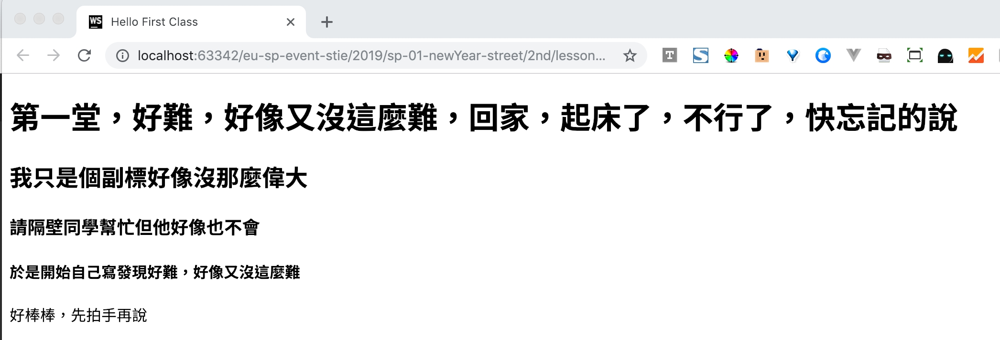 WS Hello First Class
localhost:63342/eu-sp-event-stie/2019/sp-01-newYear-street/2nd/lesson...
第一堂，好難，好像又沒這麼難，回家，起床了，不行了，快忘記的說
我只是個副標好像沒那麼偉大
請隔壁同學幫忙但他好像也不會
於是開始自己寫發現好難，好像又沒這麼難
好棒棒，先拍手再說